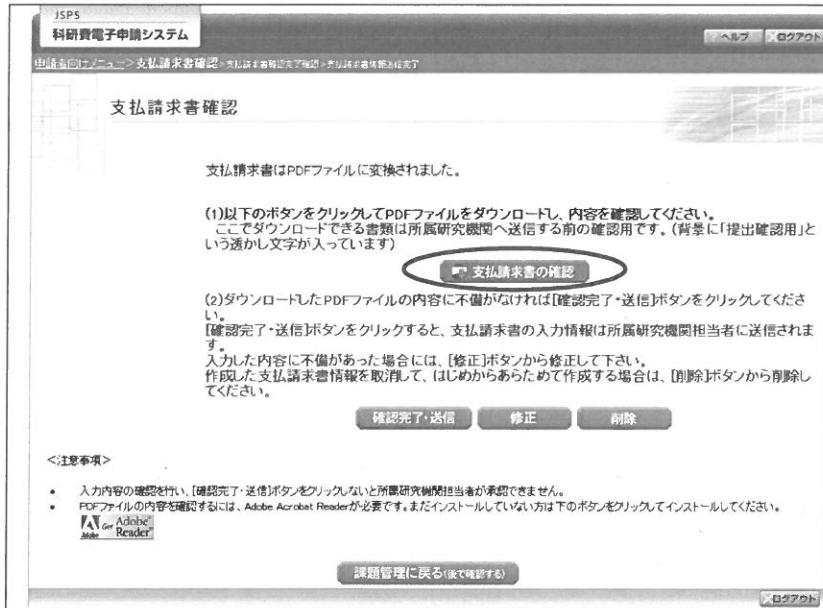 JSPS
科研費電子申請システム
ヘルプ
ログアウト
申請者向けメニュー>支払請求書確認>支払請求書確認完了確認>支払請求書情報送信完了
支払請求書確認
支払請求書はPDFファイルに変換されました。
(1)以下のボタンをクリックしてPDFファイルをダウンロードし、内容を確認してください。
ここでダウンロードできる書類は所属研究機関へ送信する前の確認用です。(背景に「提出確認用」と
いう透かし文字が入っています)
支払請求書の確認
(2)ダウンロードしたPDFファイルの内容に不備がなければ[確認完了・送信]ボタンをクリックしてくださ
い。
[確認完了・送信]ボタンをクリックすると、支払請求書の入力情報は所属研究機関担当者に送信されま
す。
入力した内容に不備があった場合には、[修正]ボタンから修正して下さい。
作成した支払請求書情報を取消して、はじめからあらためて作成する場合は、[削除]ボタンから削除し
てください。
確認完了・送信
修正
削除
<注意事項>
• 入力内容の確認を行い、[確認完了・送信]ボタンをクリックしないと所属研究機関担当者が承認できません。
• PDFファイルの内容を確認するには、Adobe Acrobat Readerが必要です。まだインストールしていない方は下のボタンをクリックしてインストールしてください。
Adobe
Get Adobe®
Reader®
課題管理に戻る(後で確認する)
ログアウト